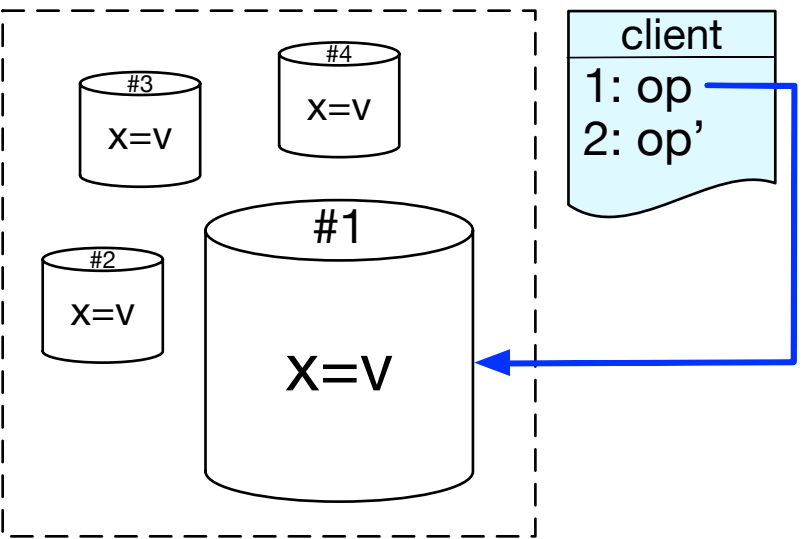 #4
x=v
#3
x=v
#2
x=v
#1
x=v
client
1: op
2: op’